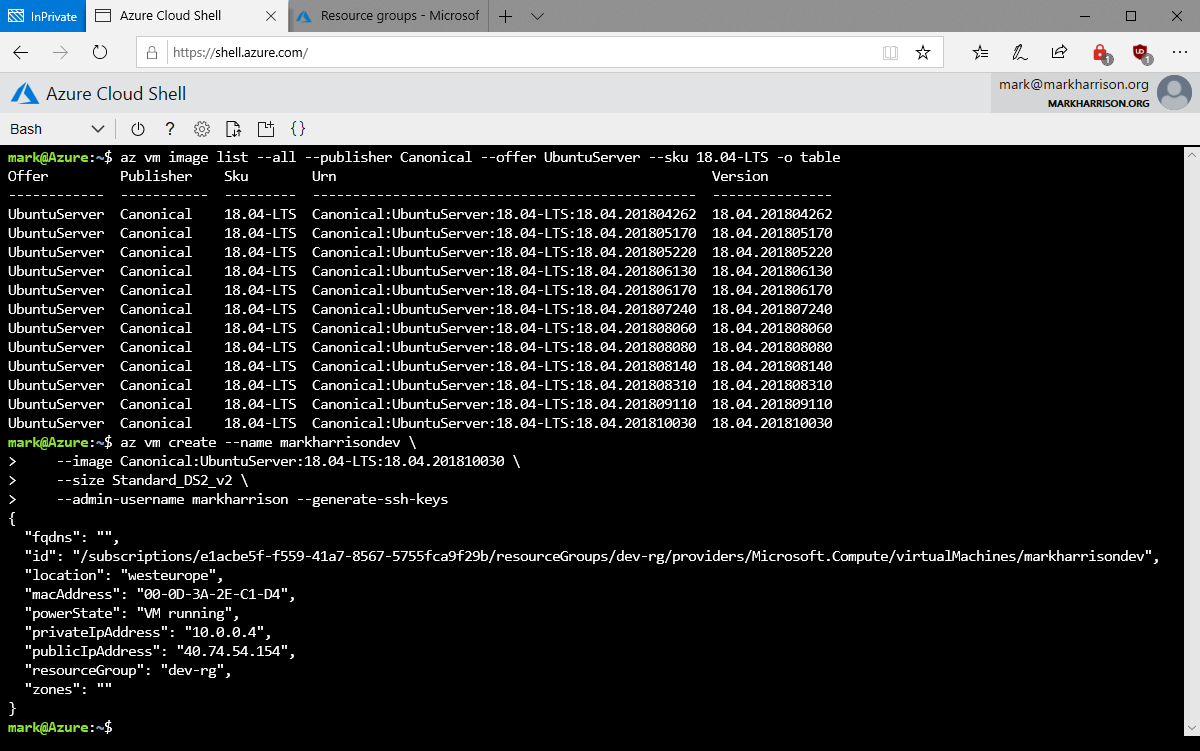 InPrivate Azure Cloud Shell Resource groups - Microsof
https://shell.azure.com/ 1 UD 1
Azure Cloud Shell
mark@markharrison.org
MARKHARRISON.ORG
Bash ? { }
mark@Azure:~$ az vm image list --all --publisher Canonical --offer UbuntuServer --sku 18.04-LTS -o table
Offer Publisher Sku Urn Version
------------ ----------- --------- ------------------------------------------------ ---------------
UbuntuServer Canonical 18.04-LTS Canonical:UbuntuServer:18.04-LTS:18.04.201804262 18.04.201804262
UbuntuServer Canonical 18.04-LTS Canonical:UbuntuServer:18.04-LTS:18.04.201805170 18.04.201805170
UbuntuServer Canonical 18.04-LTS Canonical:UbuntuServer:18.04-LTS:18.04.201805220 18.04.201805220
UbuntuServer Canonical 18.04-LTS Canonical:UbuntuServer:18.04-LTS:18.04.201806130 18.04.201806130
UbuntuServer Canonical 18.04-LTS Canonical:UbuntuServer:18.04-LTS:18.04.201806170 18.04.201806170
UbuntuServer Canonical 18.04-LTS Canonical:UbuntuServer:18.04-LTS:18.04.201807240 18.04.201807240
UbuntuServer Canonical 18.04-LTS Canonical:UbuntuServer:18.04-LTS:18.04.201808060 18.04.201808060
UbuntuServer Canonical 18.04-LTS Canonical:UbuntuServer:18.04-LTS:18.04.201808080 18.04.201808080
UbuntuServer Canonical 18.04-LTS Canonical:UbuntuServer:18.04-LTS:18.04.201808140 18.04.201808140
UbuntuServer Canonical 18.04-LTS Canonical:UbuntuServer:18.04-LTS:18.04.201808310 18.04.201808310
UbuntuServer Canonical 18.04-LTS Canonical:UbuntuServer:18.04-LTS:18.04.201809110 18.04.201809110
UbuntuServer Canonical 18.04-LTS Canonical:UbuntuServer:18.04-LTS:18.04.201810030 18.04.201810030
mark@Azure:~$ az vm create --name markharrisondev \
> --image Canonical:UbuntuServer:18.04-LTS:18.04.201810030 \
> --size Standard_DS2_v2 \
> --admin-username markharrison --generate-ssh-keys
{
"fqdns": "",
"id": "/subscriptions/e1acbe5f-f559-41a7-8567-5755fca9f29b/resourceGroups/dev-rg/providers/Microsoft.Compute/virtualMachines/markharrisondev",
"location": "westeurope",
"macAddress": "00-0D-3A-2E-C1-D4",
"powerState": "VM running",
"privateIpAddress": "10.0.0.4",
"publicIpAddress": "40.74.54.154",
"resourceGroup": "dev-rg",
"zones": ""
}
mark@Azure:~$